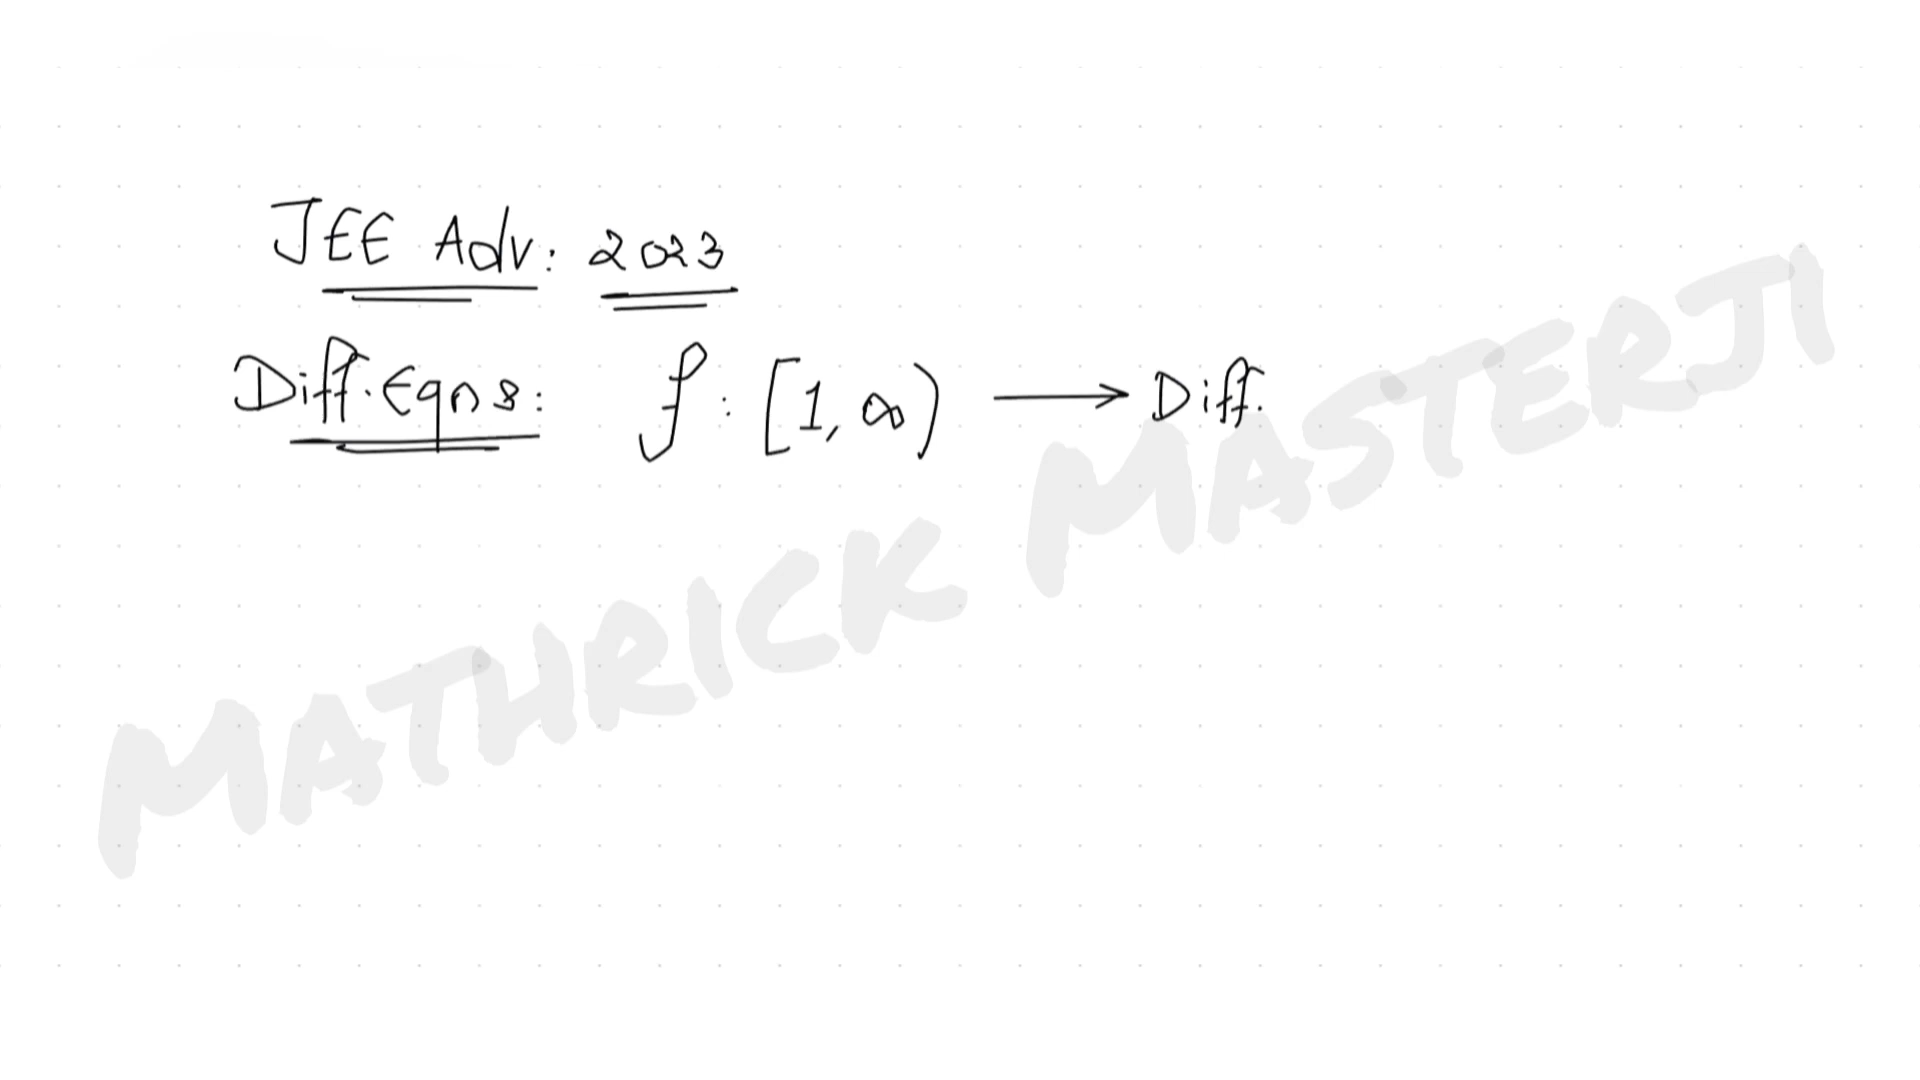 JEE Adv: 2023
Diff. Eqns: f: [1, ∞) ⟶ Diff.
MATHRICK MASTERJI